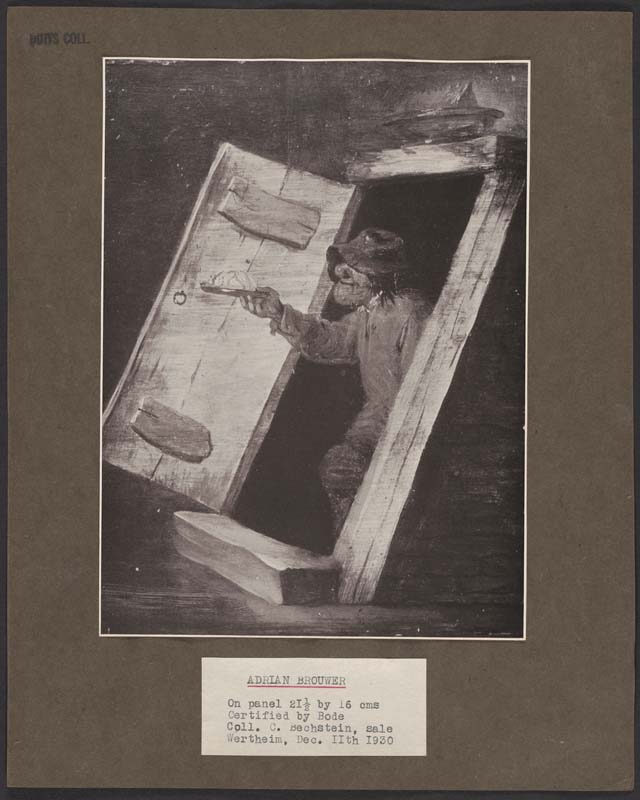 DUITS COLL.
ADRIAN BROUWER
On panel 21½ by 16 cms
Certified by Bode
Coll. C. Bechstein, sale
Wertheim, Dec. IIth I930